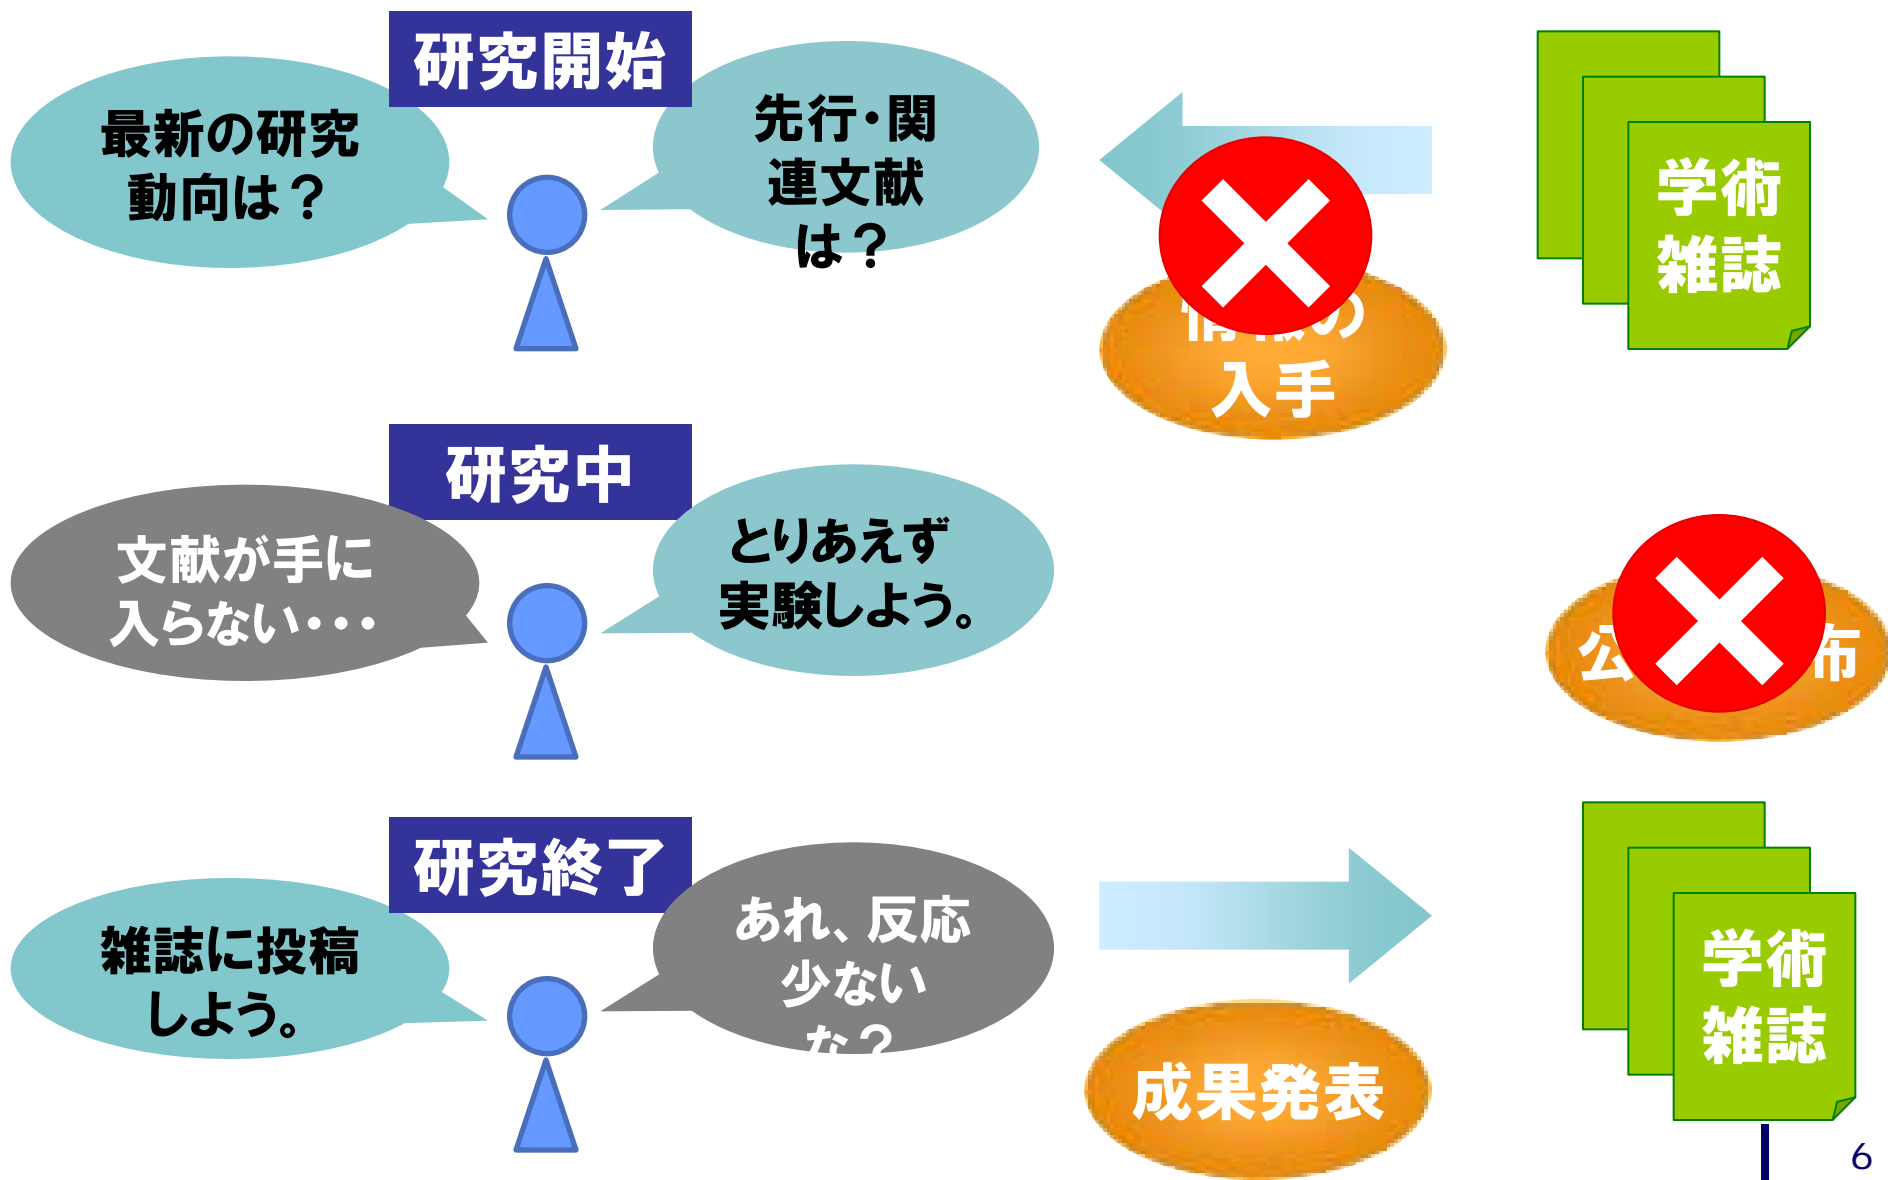 研究開始
最新の研究
動向は？
先行・関
連文献
は？
学術
雑誌
入手
研究中
文献が手に
入らない・・・
とりあえず
実験しよう。
研究終了
雑誌に投稿
しよう。
あれ、反応
少ない
な？
成果発表
学術
雑誌
6